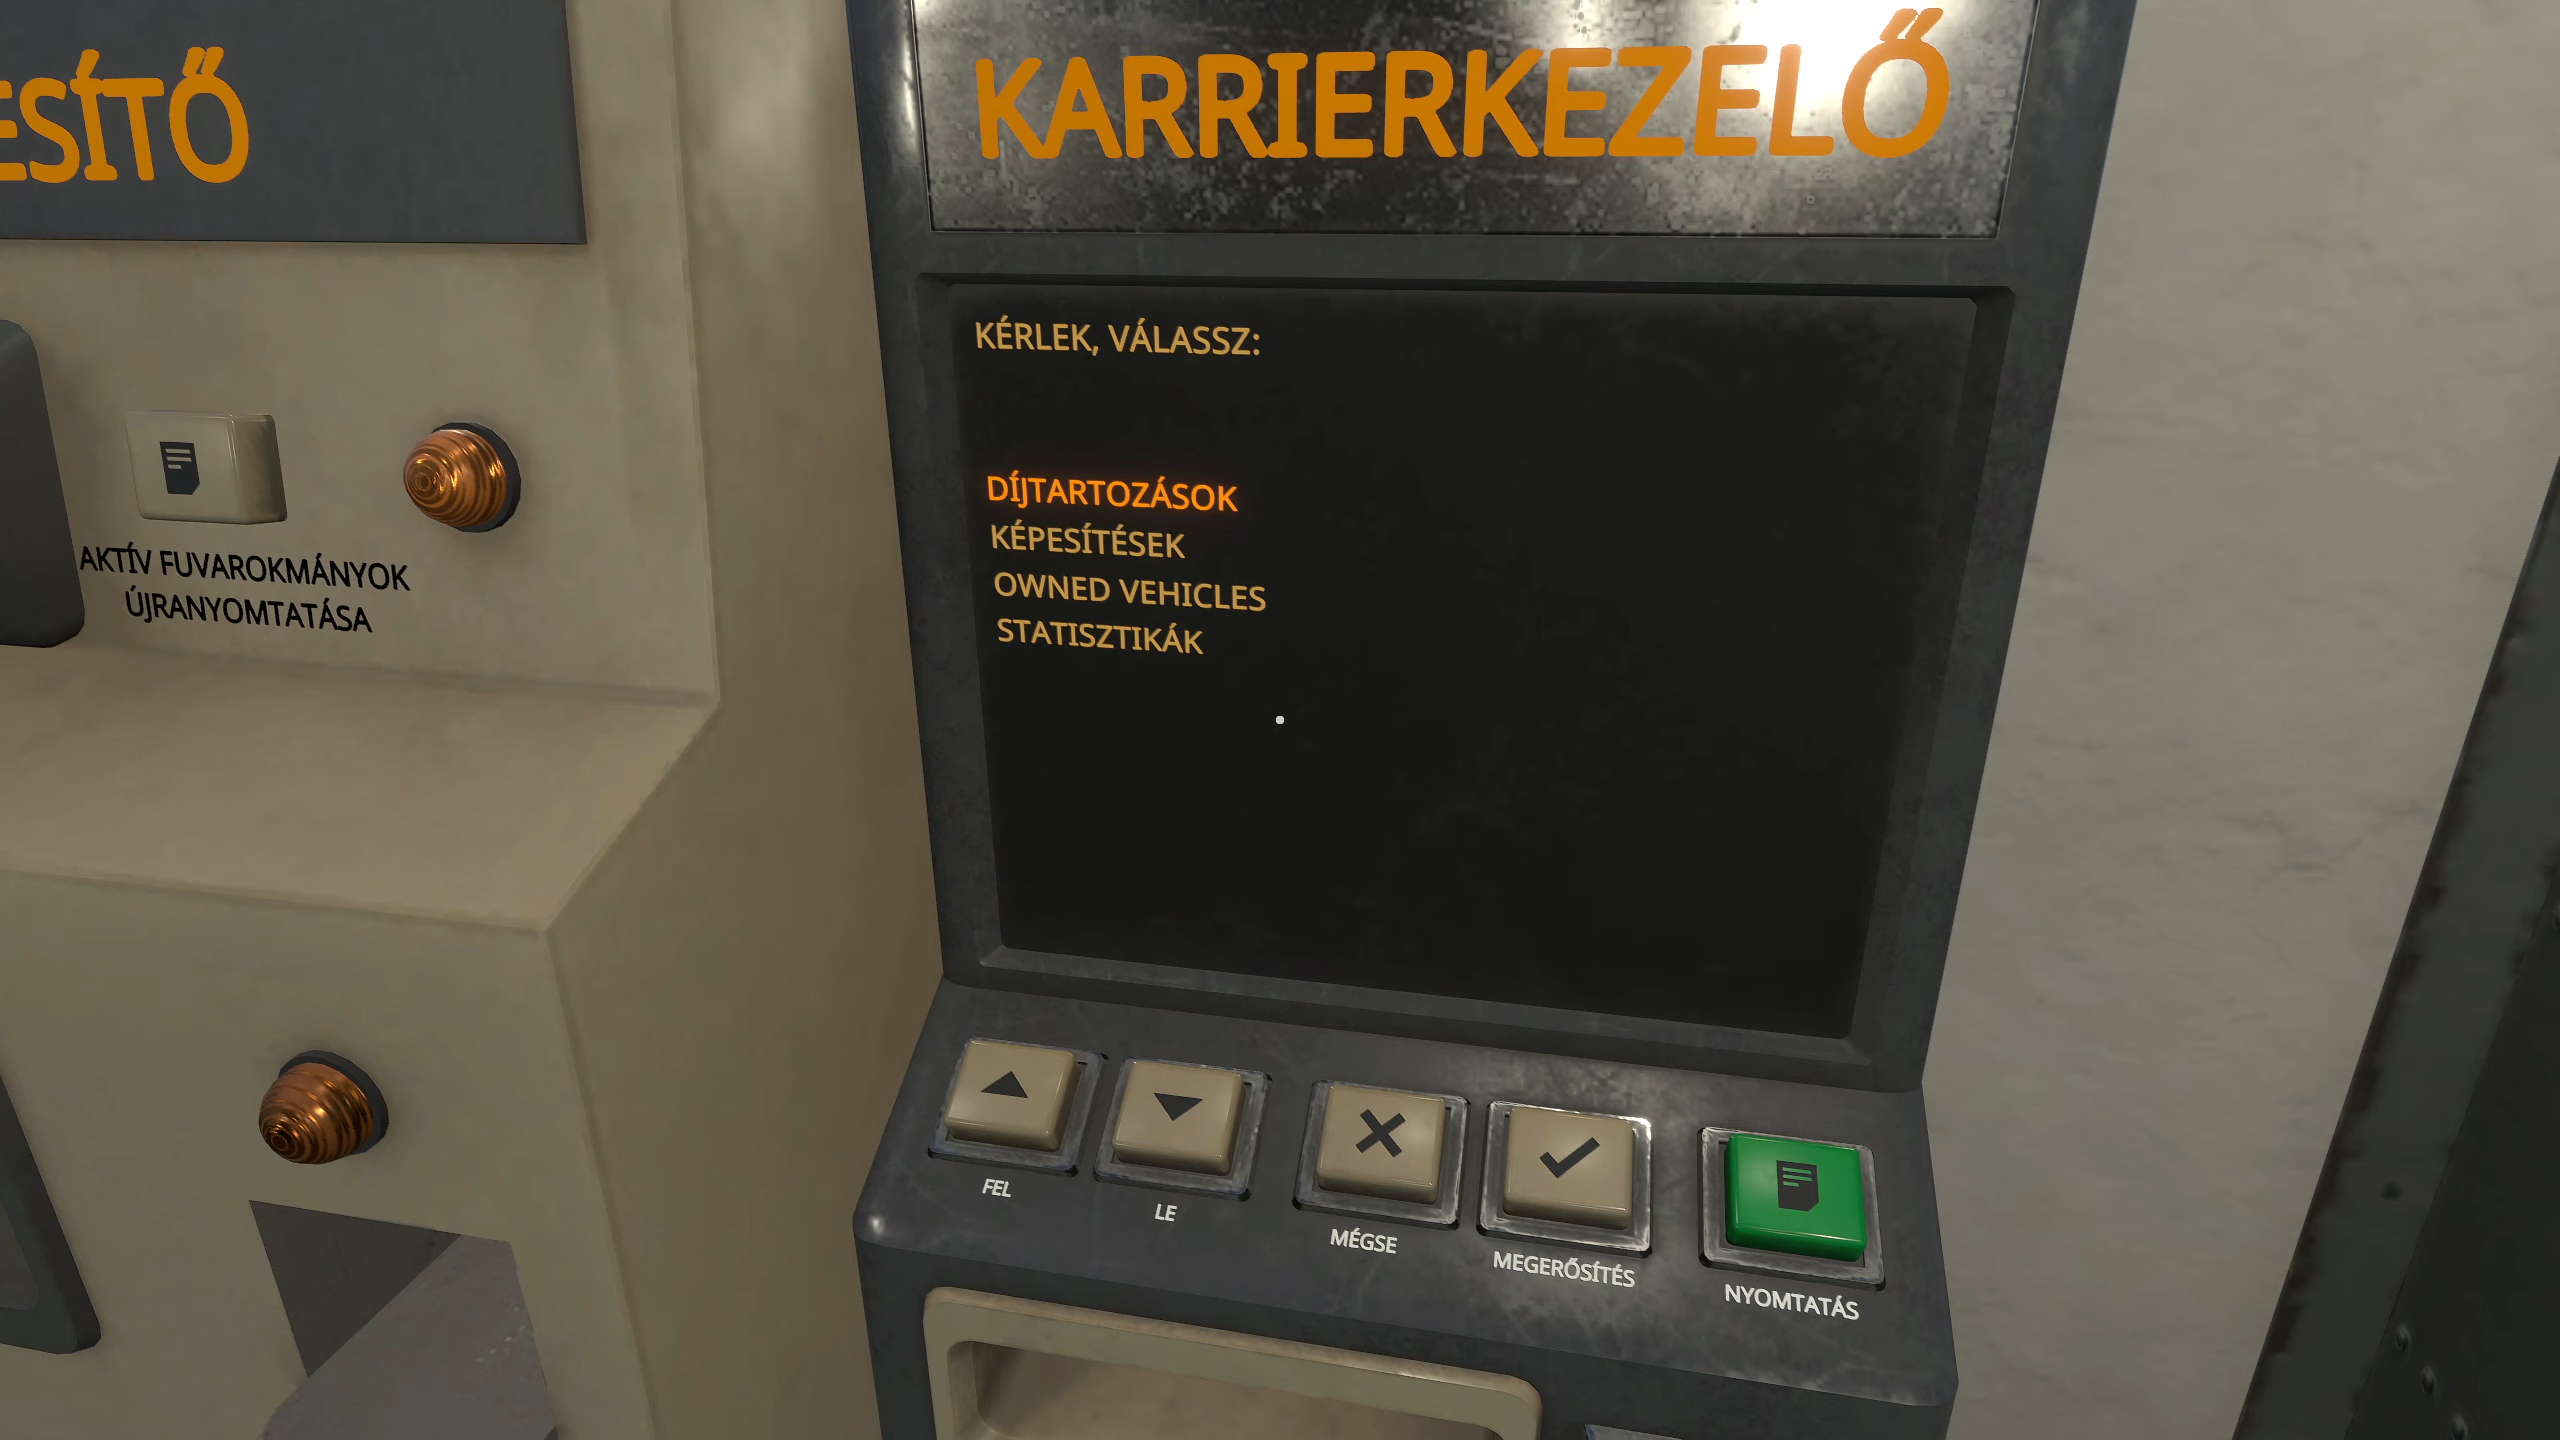 ESÍTŐ
AKTÍV FUVAROKMÁNYOK
ÚJRANYOMTATÁSA
KARRIERKEZELŐ
KÉRLEK, VÁLASSZ:
DÍJTARTOZÁSOK
KÉPESÍTÉSEK
OWNED VEHICLES
STATISZTIKÁK
FEL
LE
MÉGSE
MEGERŐSÍTÉS
NYOMTATÁS